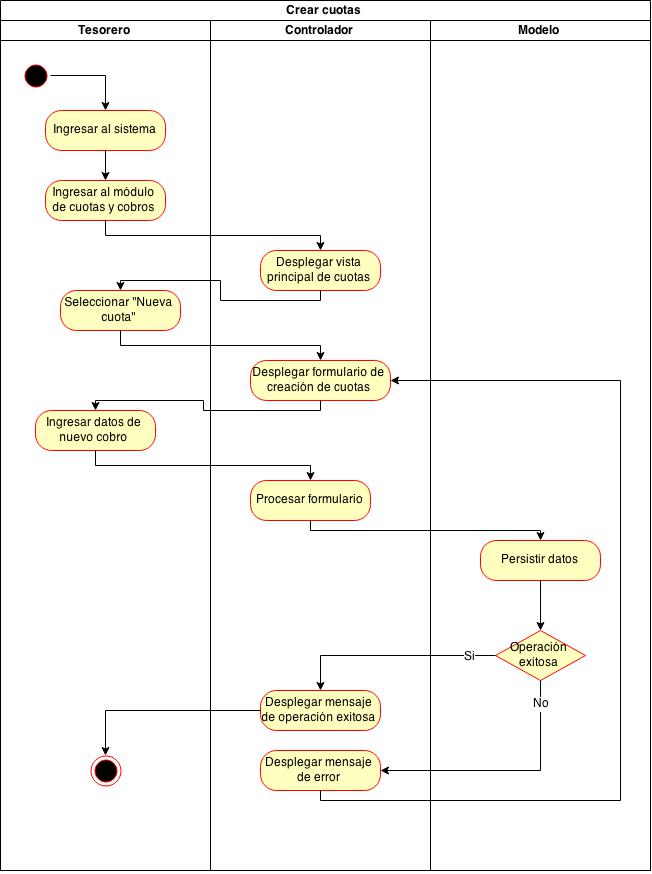 Crear cuotas
Tesorero
Controlador
Modelo
Ingresar al sistema
Ingresar al módulo
de cuotas y cobros
Desplegar vista
principal de cuotas
Seleccionar "Nueva
cuota"
Desplegar formulario de
creación de cuotas
Ingresar datos de
nuevo cobro
Procesar formulario
Persistir datos
Operación
exitosa
Si
No
Desplegar mensaje
de operación exitosa
Desplegar mensaje
de error